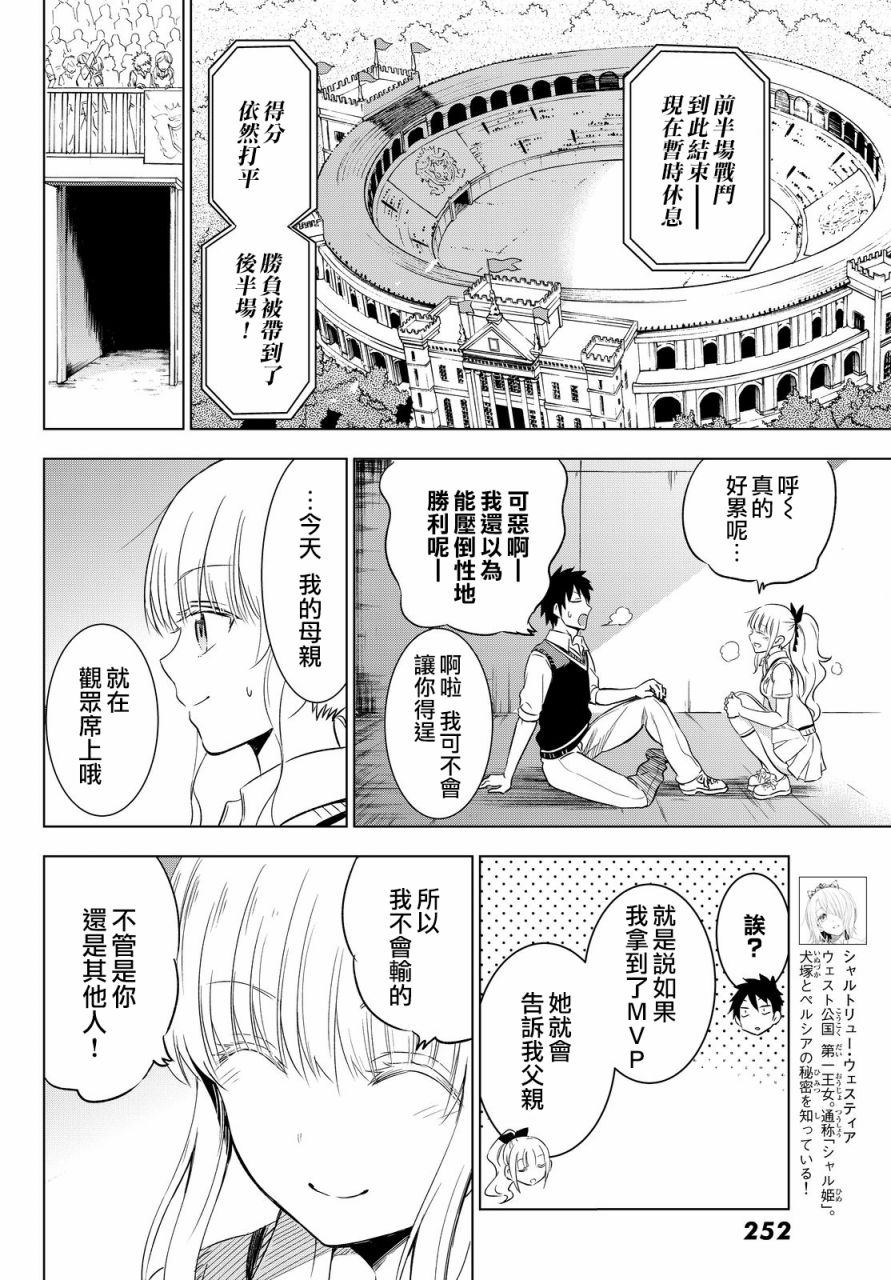 前半場戰鬥
到此結束──
現在暫時休息
得分
依然打平
勝負被帶到了
後半場！
呼～
真的
好累呢…
可惡啊─
我還以為
能壓倒性地
勝利呢─
啊啦 我可不會
讓你得逞
…今天 我的母親
就在
觀眾席上哦
誒？
就是説如果
我拿到了MVP
她就會
告訴我父親
所以
我不會輸的
不管是你
還是其他人！
シャルトリュー・ウェスティア
ウェスト公国 第一王女。通称「シャル姫」。
犬塚とペルシアの秘密を知っている！
252